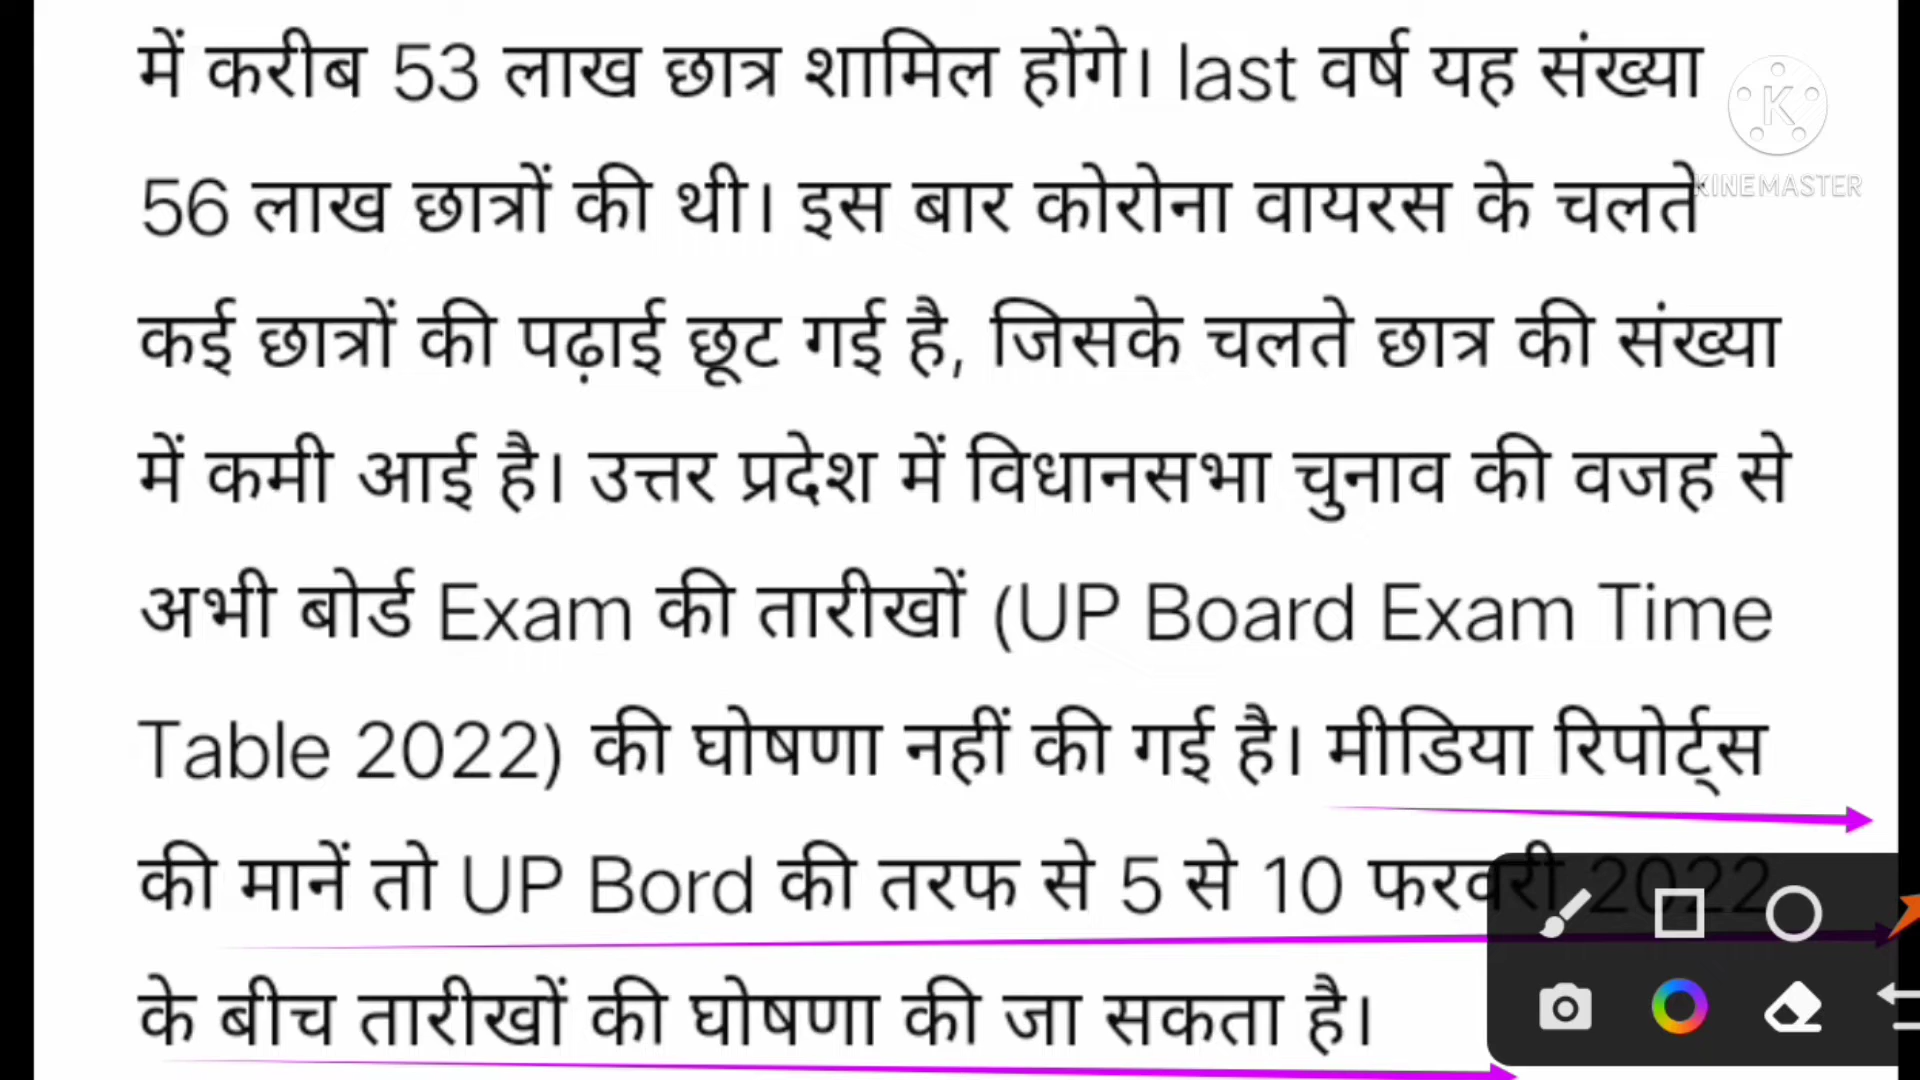 में करीब 53 लाख छात्र शामिल होंगे। last वर्ष यह संख्या
KINEMASTER
56 लाख छात्रों की थी। इस बार कोरोना वायरस के चलते
कई छात्रों की पढ़ाई छूट गई है, जिसके चलते छात्र की संख्या
में कमी आई है। उत्तर प्रदेश में विधानसभा चुनाव की वजह से
अभी बोर्ड Exam की तारीखों (UP Board Exam Time
Table 2022) की घोषणा नहीं की गई है। मीडिया रिपोर्ट्स
की मानें तो UP Bord की तरफ से 5 से 10 फरवरी 2022
के बीच तारीखों की घोषणा की जा सकता है।